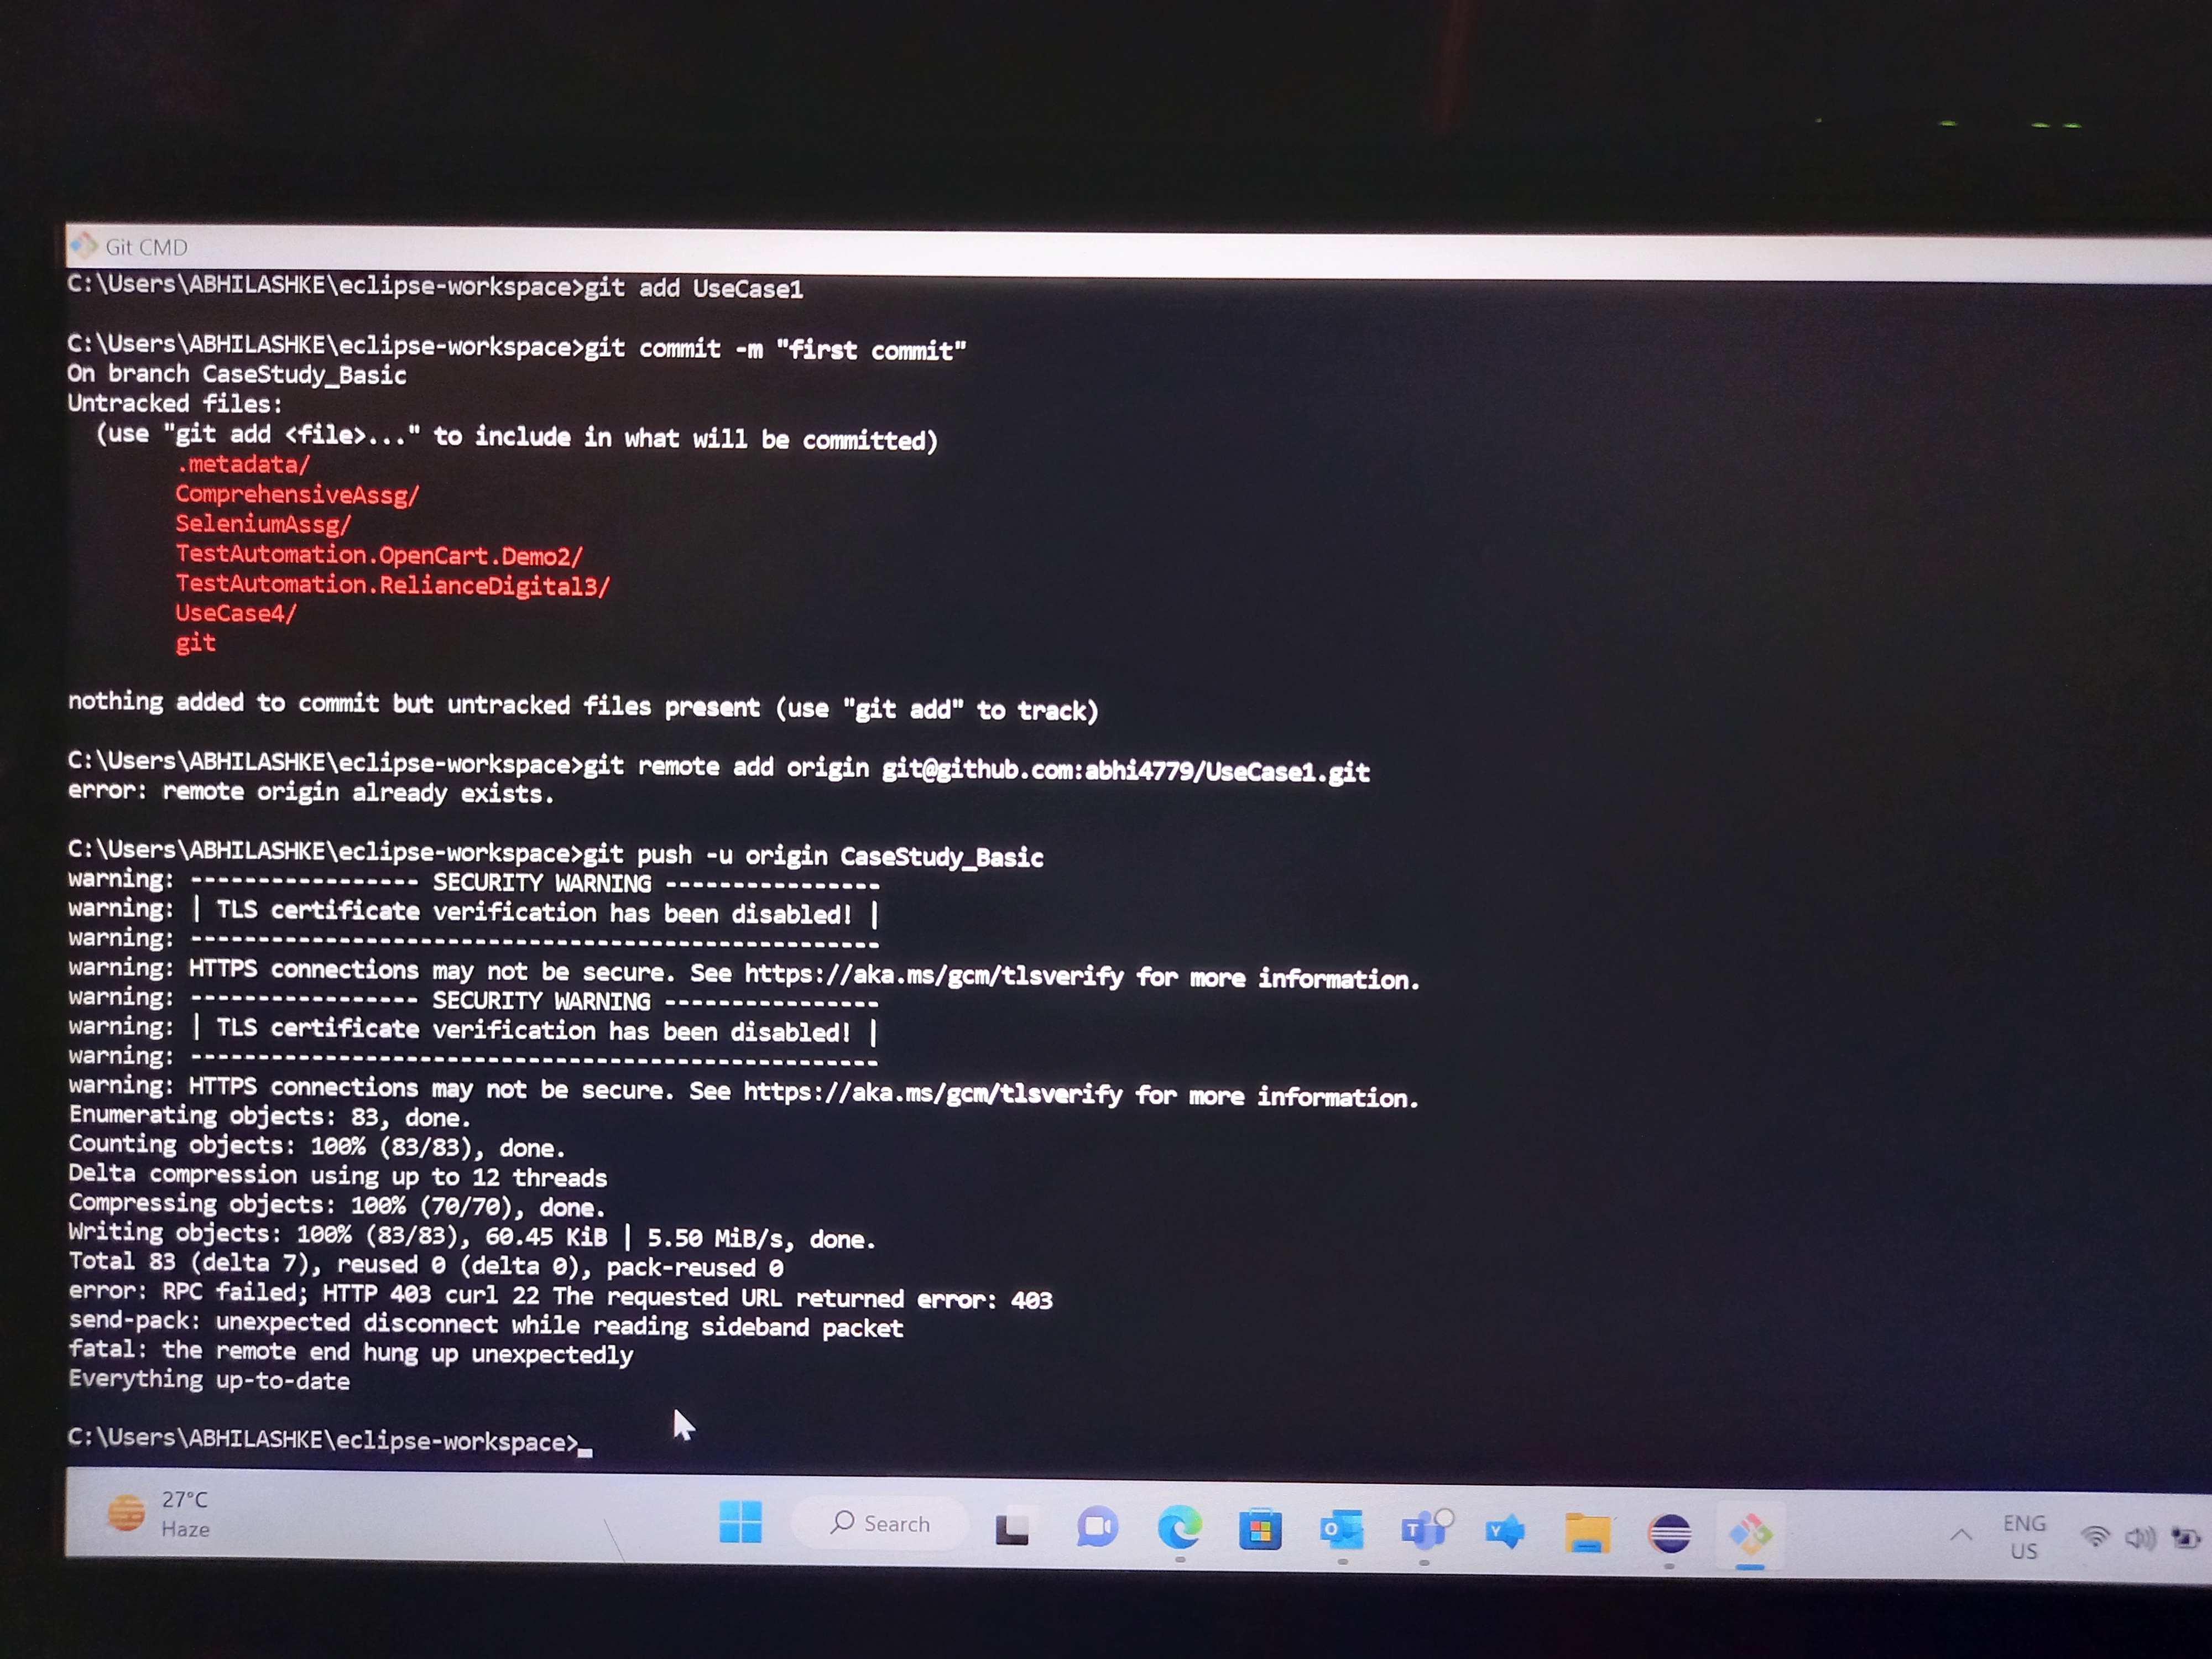 Git CMD
C:\Users\ABHILASHKE\eclipse-workspace>git add UseCase1
C:\Users\ABHILASHKE\eclipse-workspace>git commit -m "first commit"
On branch CaseStudy_Basic
Untracked files:
  (use "git add <file>..." to include in what will be committed)
        .metadata/
        ComprehensiveAssg/
        SeleniumAssg/
        TestAutomation.OpenCart.Demo2/
        TestAutomation.RelianceDigital3/
        UseCase4/
        git
nothing added to commit but untracked files present (use "git add" to track)
C:\Users\ABHILASHKE\eclipse-workspace>git remote add origin git@github.com:abhi4779/UseCase1.git
error: remote origin already exists.
C:\Users\ABHILASHKE\eclipse-workspace>git push -u origin CaseStudy_Basic
warning: ----------------- SECURITY WARNING ----------------
warning: | TLS certificate verification has been disabled! |
warning: ---------------------------------------------------
warning: HTTPS connections may not be secure. See https://aka.ms/gcm/tlsverify for more information.
warning: ----------------- SECURITY WARNING ----------------
warning: | TLS certificate verification has been disabled! |
warning: ---------------------------------------------------
warning: HTTPS connections may not be secure. See https://aka.ms/gcm/tlsverify for more information.
Enumerating objects: 83, done.
Counting objects: 100% (83/83), done.
Delta compression using up to 12 threads
Compressing objects: 100% (70/70), done.
Writing objects: 100% (83/83), 60.45 KiB | 5.50 MiB/s, done.
Total 83 (delta 7), reused 0 (delta 0), pack-reused 0
error: RPC failed; HTTP 403 curl 22 The requested URL returned error: 403
send-pack: unexpected disconnect while reading sideband packet
fatal: the remote end hung up unexpectedly
Everything up-to-date
C:\Users\ABHILASHKE\eclipse-workspace>
27°C
Haze
Search
ENG
US